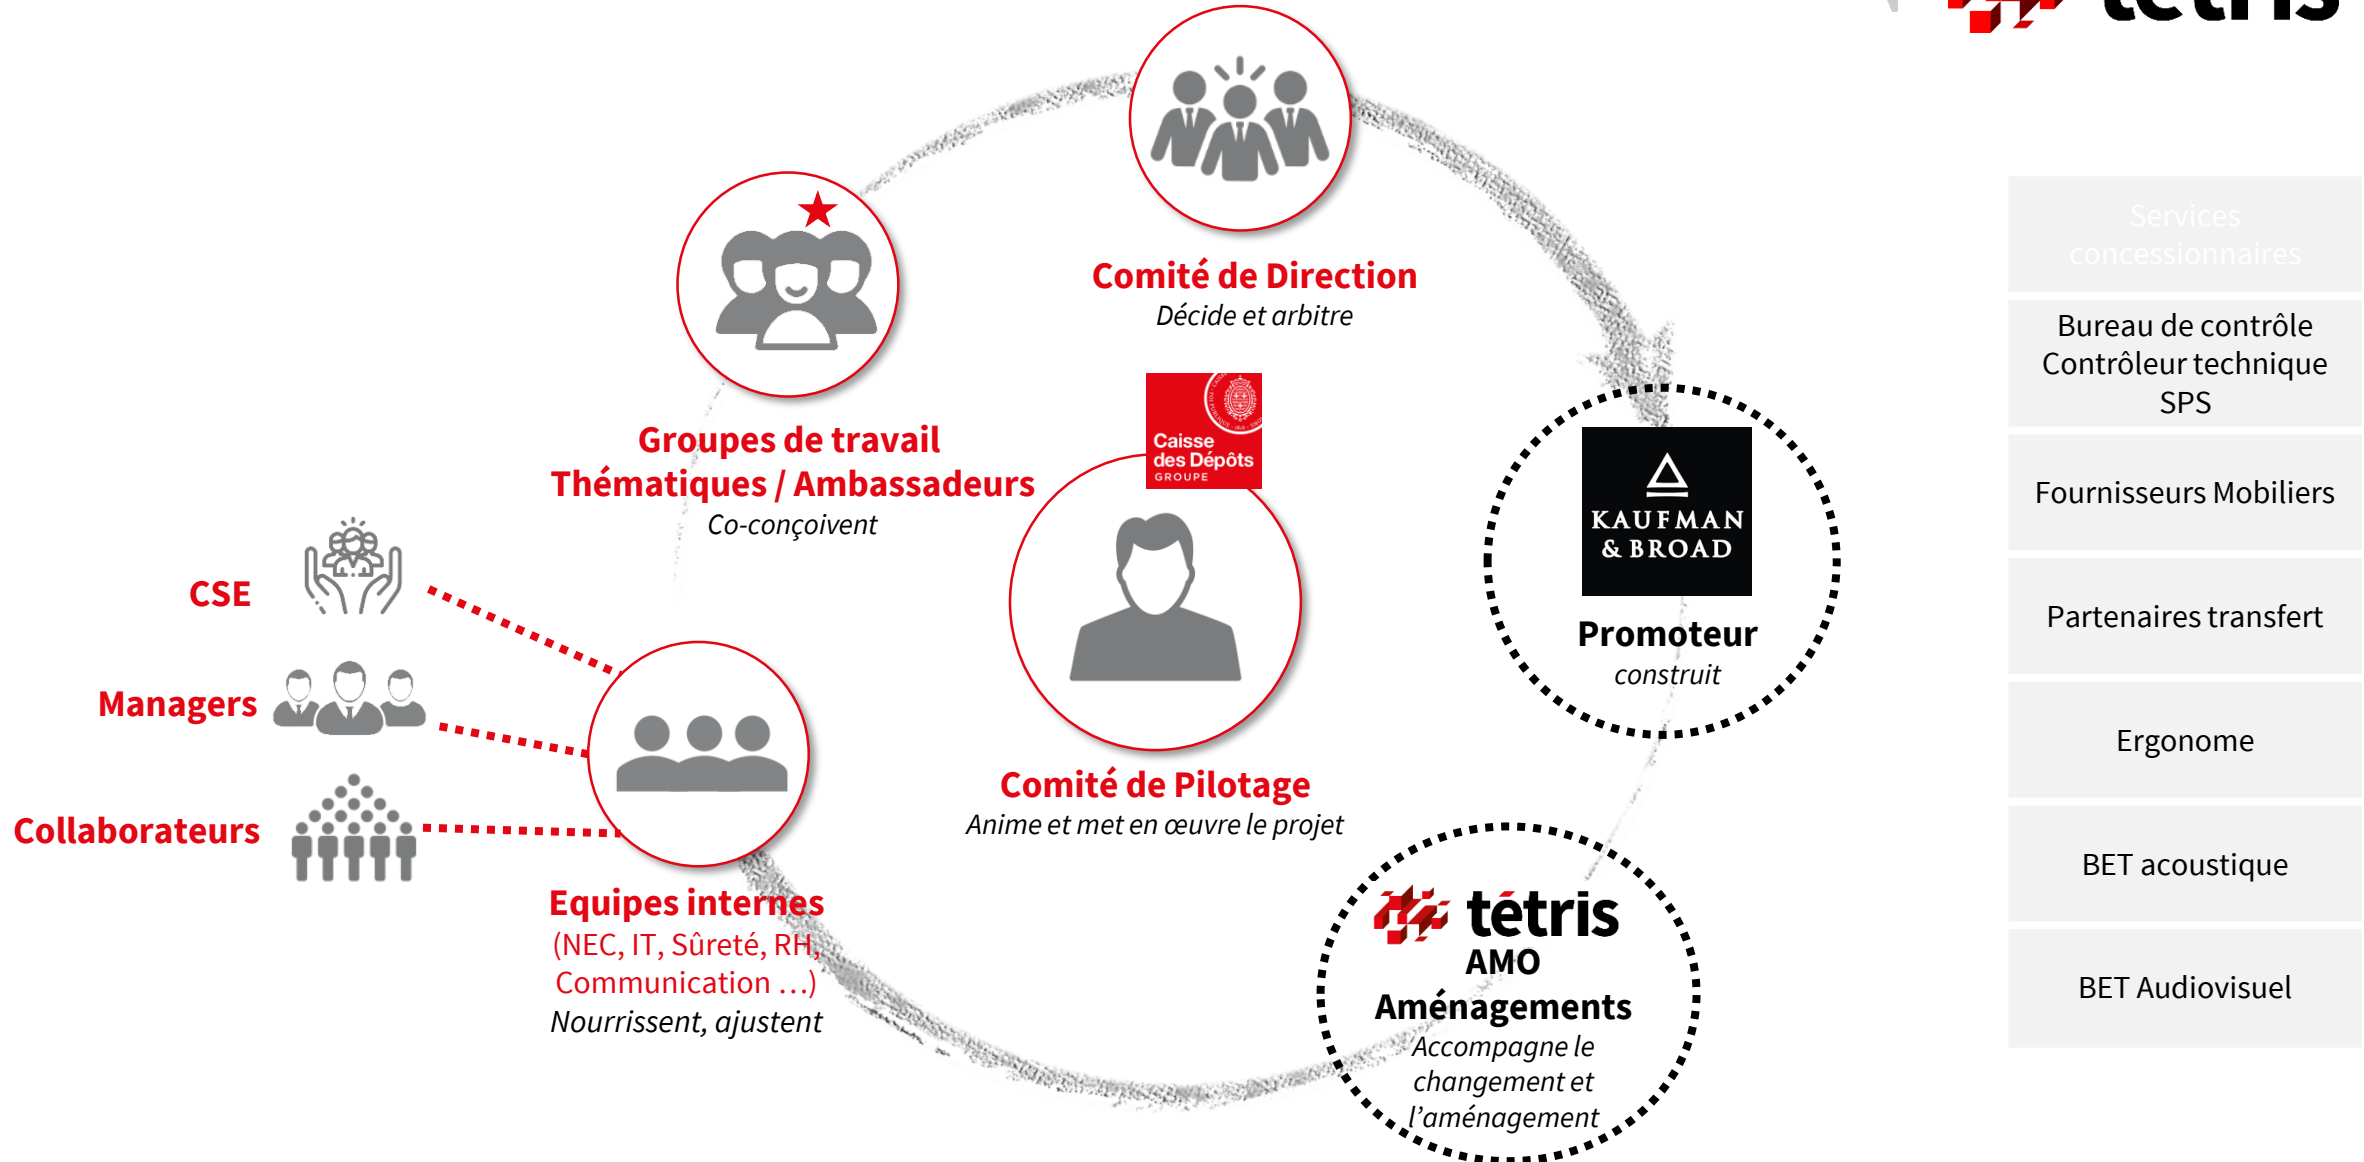 tétris
Comité de Direction
Décide et arbitre
Groupes de travail
Thématiques / Ambassadeurs
Co-conçoivent
Caisse
des Dépôts
GROUPE
KAUFMAN
& BROAD
Promoteur
construit
CSE
Managers
Collaborateurs
Comité de Pilotage
Anime et met en œuvre le projet
Equipes internes
(NEC, IT, Sûreté, RH,
Communication …)
Nourrissent, ajustent
tétris
AMO
Aménagements
Accompagne le
changement et
l’aménagement
Services
concessionnaires
Bureau de contrôle
Contrôleur technique
SPS
Fournisseurs Mobiliers
Partenaires transfert
Ergonome
BET acoustique
BET Audiovisuel